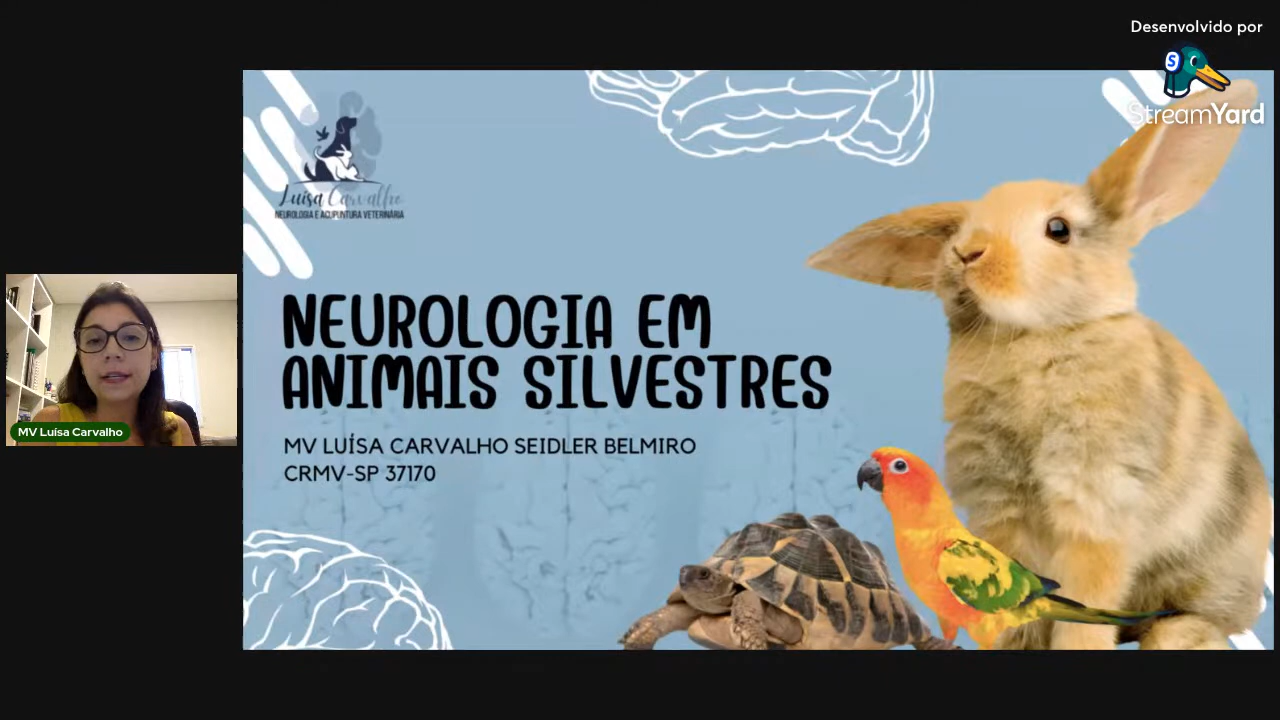 Desenvolvido por
S
StreamYard
Luísa Carvalho
NEUROLOGIA E ACUPUNTURA VETERINÁRIA
NEUROLOGIA EM
ANIMAIS SILVESTRES
MV LUÍSA CARVALHO SEIDLER BELMIRO
CRMV-SP 37170
MV Luísa Carvalho